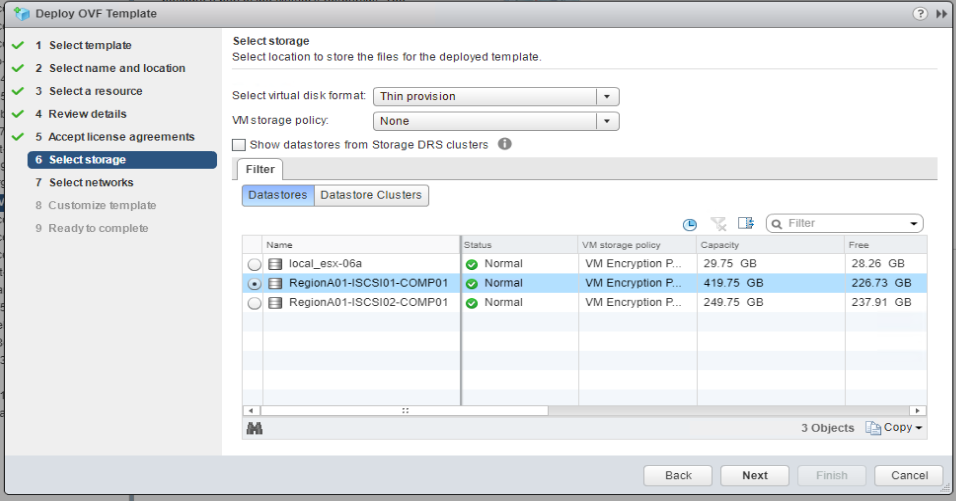 Deploy OVF Template
1 Select template
2 Select name and location
3 Select a resource
4 Review details
5 Accept license agreements
6 Select storage
7 Select networks
8 Customize template
9 Ready to complete
Select storage
Select location to store the files for the deployed template.
Select virtual disk format: Thin provision
VM storage policy: None
Show datastores from Storage DRS clusters
Filter
Datastores Datastore Clusters
Filter
Name Status VM storage policy Capacity Free
local_esx-06a Normal VM Encryption P... 29.75 GB 28.26 GB
RegionA01-ISCSI01-COMP01 Normal VM Encryption P... 419.75 GB 226.73 GB
RegionA01-ISCSI02-COMP01 Normal VM Encryption P... 249.75 GB 237.91 GB
3 Objects Copy
Back Next Finish Cancel